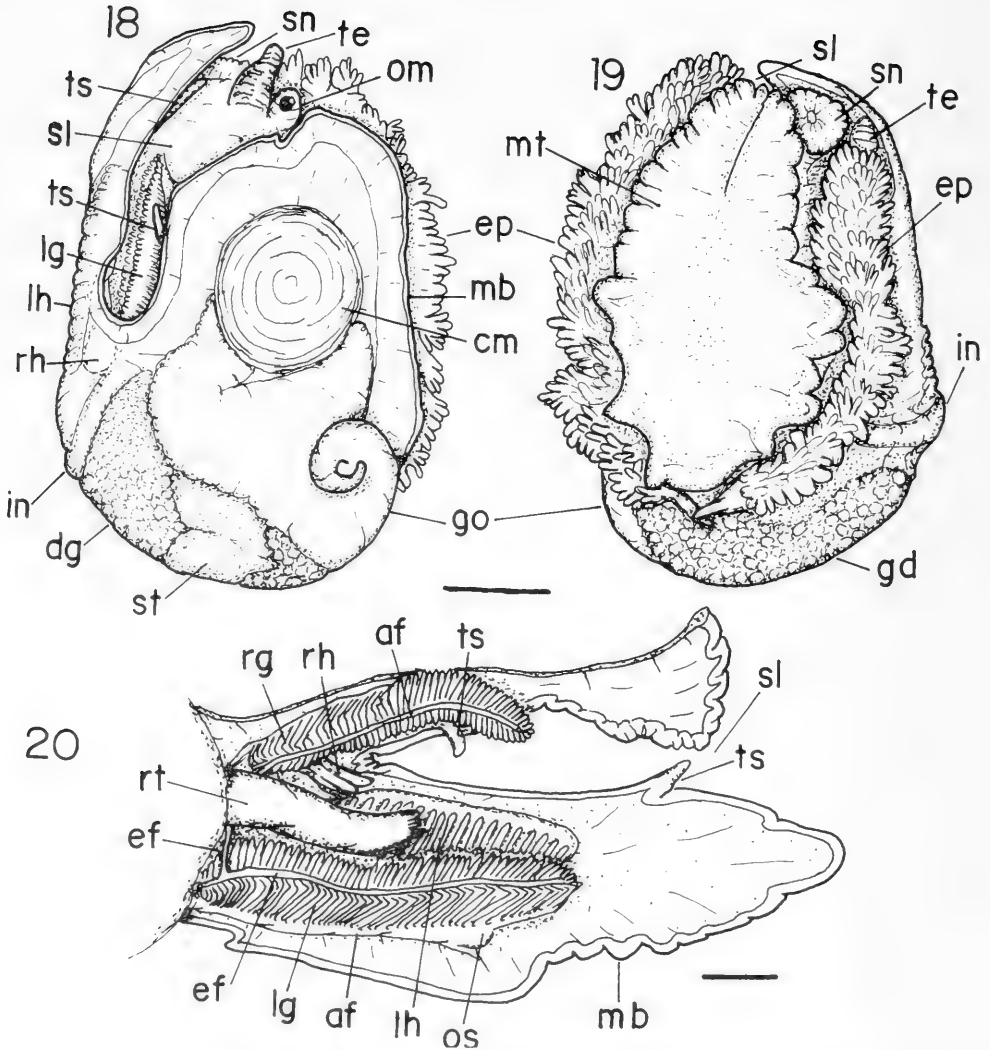 18
sn
te
om
ts
sl
ts
lg
lh
rh
in
dg
st
ep
mb
cm
go
19
sl
sn
te
mt
ep
in
gd
20
rg
rh
af
ts
sl
ts
rt
ef
ef
lg
af
lh
os
mb